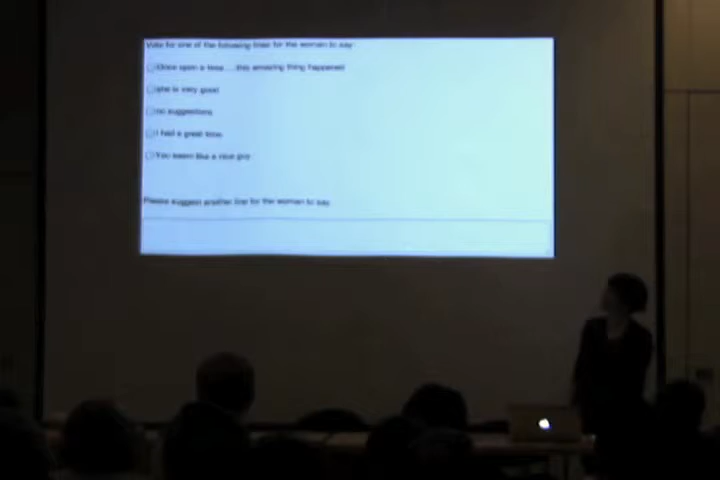 Vote for one of the following lines for the woman to say:
Once upon a time.....this amazing thing happened
she is very good
no suggestions
I had a great time
You seem like a nice guy
Please suggest another line for the woman to say